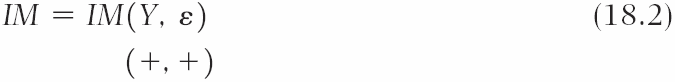 IM = IM(Y, ε) (18.2)
(+, +)